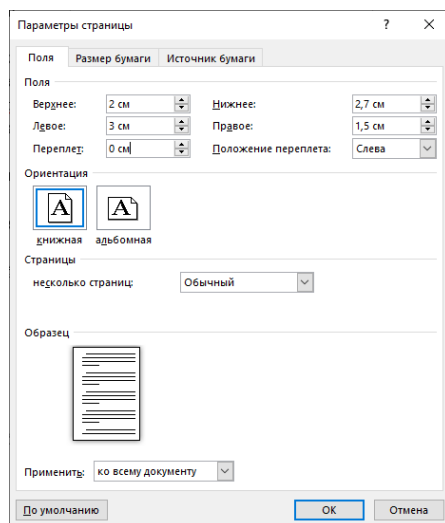 Параметры страницы ? ×
Поля Размер бумаги Источник бумаги
Поля
Верхнее: 2 см Нижнее: 2,7 см
Левое: 3 см Правое: 1,5 см
Переплет: 0 см Положение переплета: Слева
Ориентация
A A
книжная альбомная
Страницы
несколько страниц: Обычный
Образец
Применить: ко всему документу
По умолчанию ОК Отмена